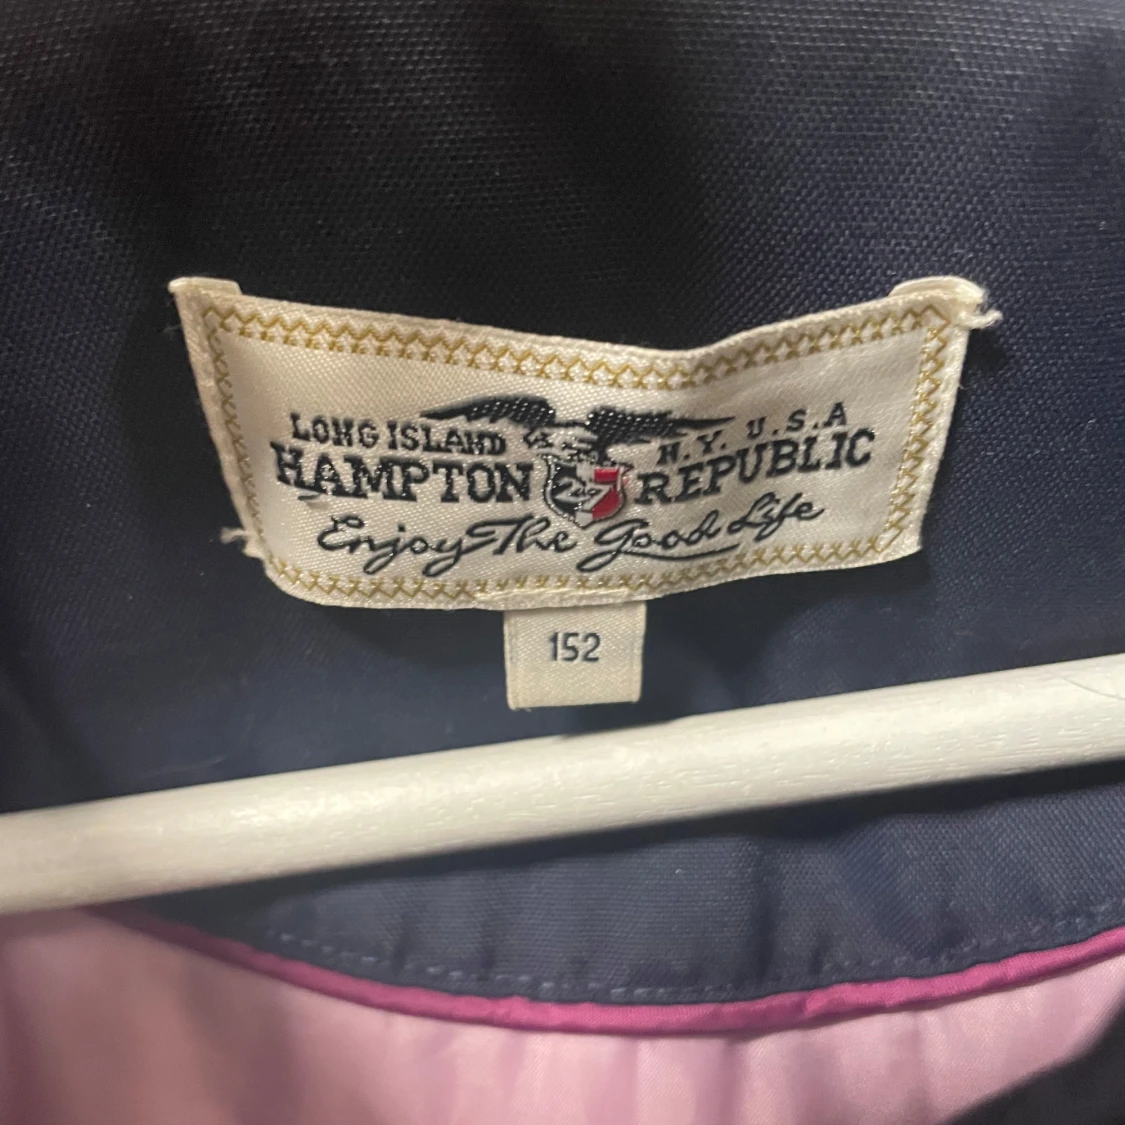 LONG ISLAND N.Y. U.S.A
HAMPTON REPUBLIC
Enjoy The Good Life
152